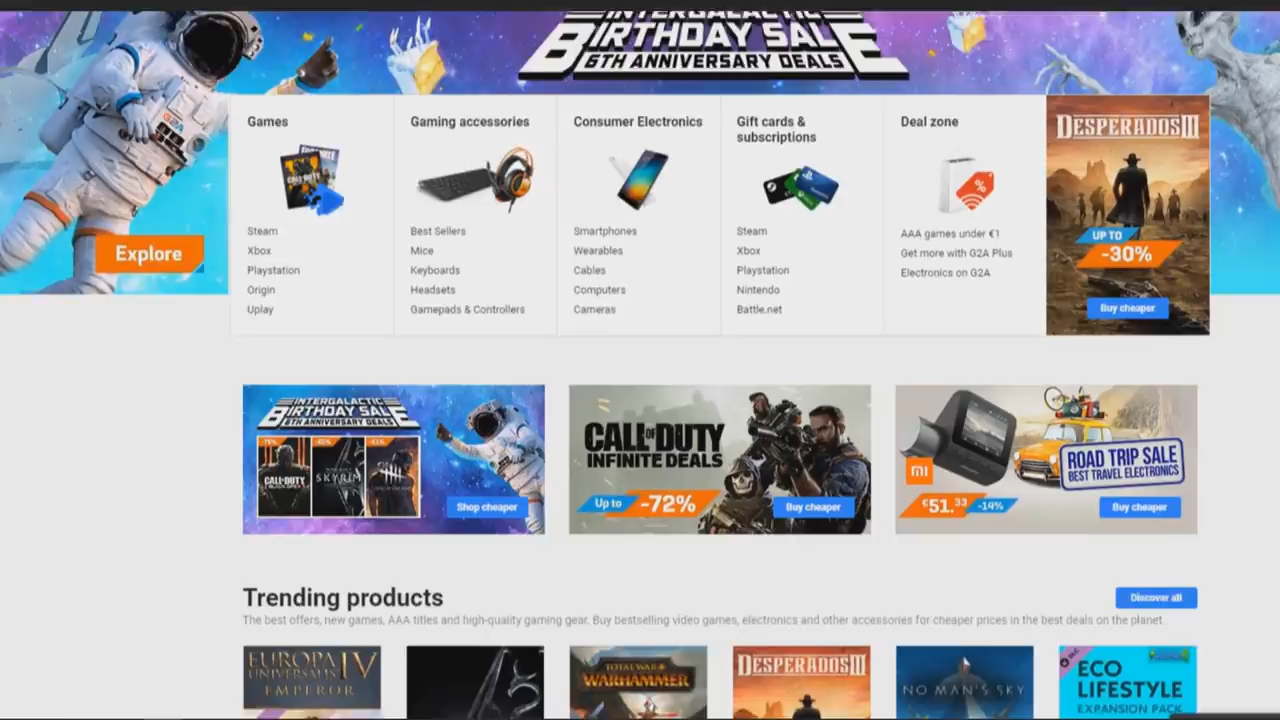 INTERGALACTIC
BIRTHDAY SALE
6TH ANNIVERSARY DEALS
Explore
Games
Steam
Xbox
Playstation
Origin
Uplay
Gaming accessories
Best Sellers
Mice
Keyboards
Headsets
Gamepads & Controllers
Consumer Electronics
Smartphones
Wearables
Cables
Computers
Cameras
Gift cards &
subscriptions
Steam
Xbox
Playstation
Nintendo
Battle.net
Deal zone
%
AAA games under €1
Get more with G2A Plus
Electronics on G2A
DESPERADOS III
UP TO
-30%
Buy cheaper
INTERGALACTIC
BIRTHDAY SALE
6TH ANNIVERSARY DEALS
CALL DUTY
SKYRIM
Shop cheaper
CALL OF DUTY
INFINITE DEALS
Up to -72%
Buy cheaper
mi
ROAD TRIP SALE
BEST TRAVEL ELECTRONICS
€51.33 -14%
Buy cheaper
Trending products
Discover all
The best offers, new games, AAA titles and high-quality gaming gear. Buy bestselling video games, electronics and other accessories for cheaper prices in the best deals on the planet.
EUROPA
UNIVERSALIS IV
EMPEROR
TOTAL WAR
WARHAMMER
DESPERADOS III
NO MAN'S SKY
DLC
ECO
LIFESTYLE
EXPANSION PACK